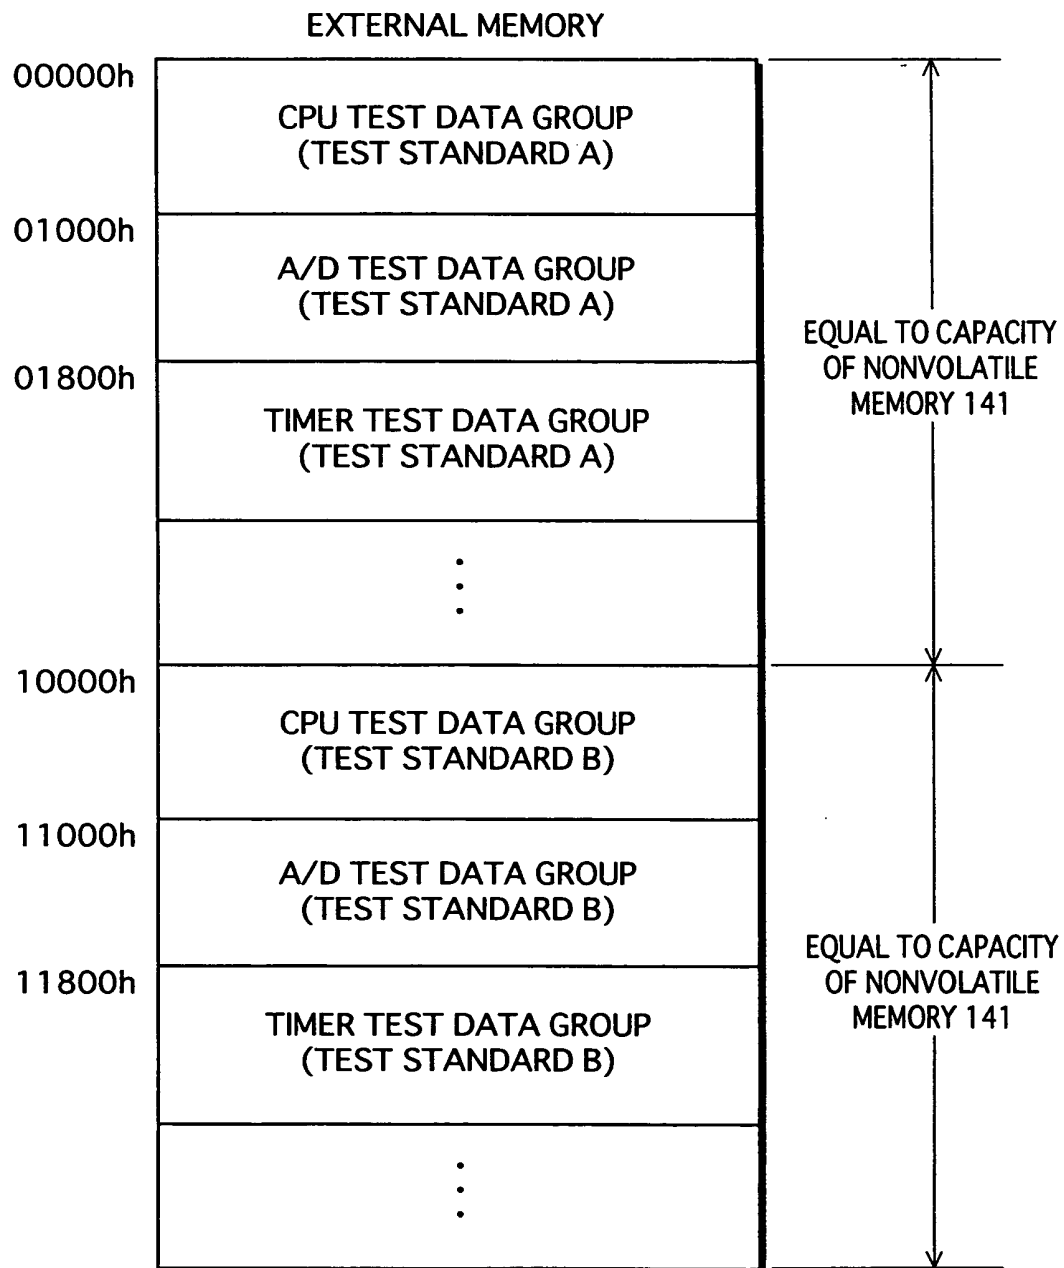 EXTERNAL MEMORY
00000h
CPU TEST DATA GROUP
(TEST STANDARD A)
01000h
A/D TEST DATA GROUP
(TEST STANDARD A)
01800h
TIMER TEST DATA GROUP
(TEST STANDARD A)
EQUAL TO CAPACITY
OF NONVOLATILE
MEMORY 141
10000h
CPU TEST DATA GROUP
(TEST STANDARD B)
11000h
A/D TEST DATA GROUP
(TEST STANDARD B)
11800h
TIMER TEST DATA GROUP
(TEST STANDARD B)
EQUAL TO CAPACITY
OF NONVOLATILE
MEMORY 141